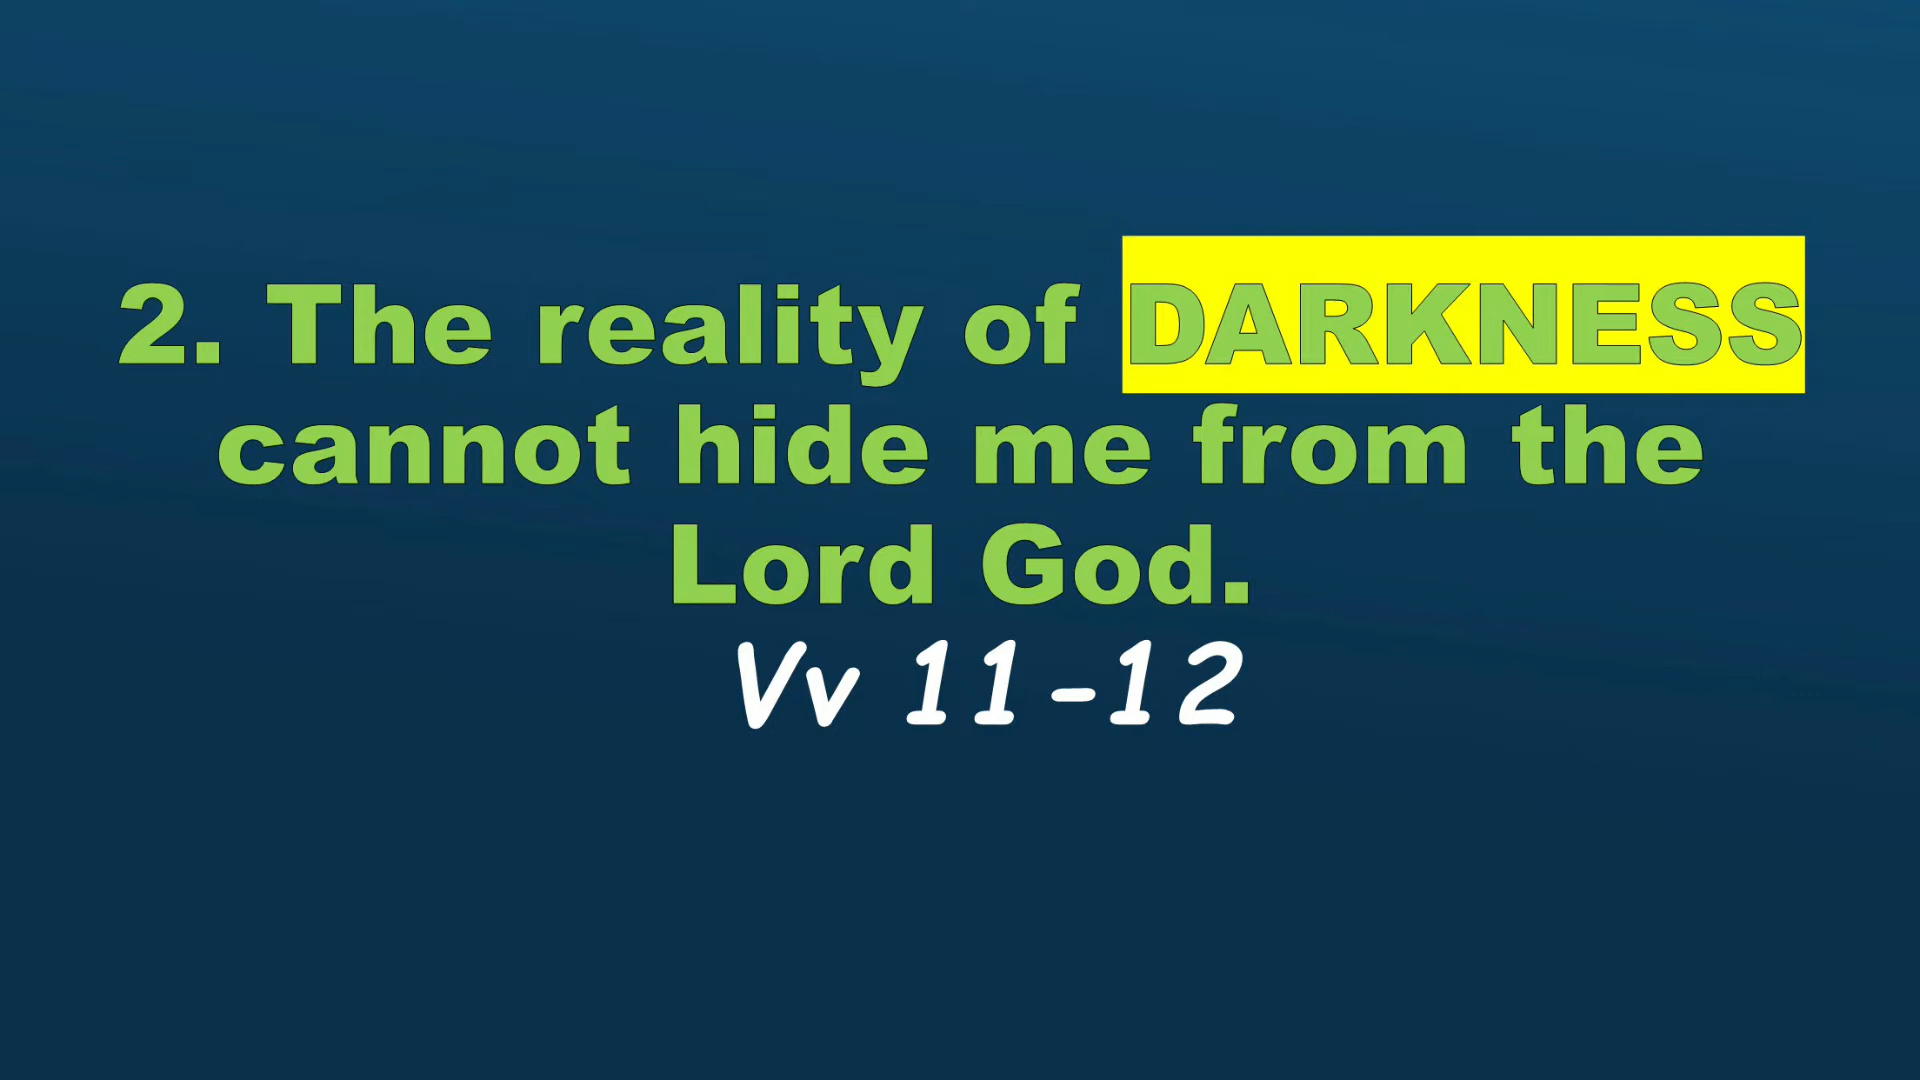 2. The reality of DARKNESS
cannot hide me from the
Lord God.
Vv 11-12